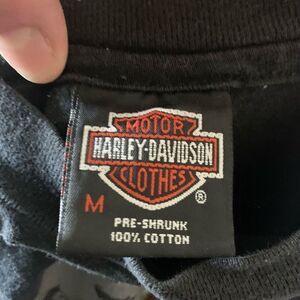 MOTOR
HARLEY-DAVIDSON
CLOTHES
®
M
PRE-SHRUNK
100% COTTON